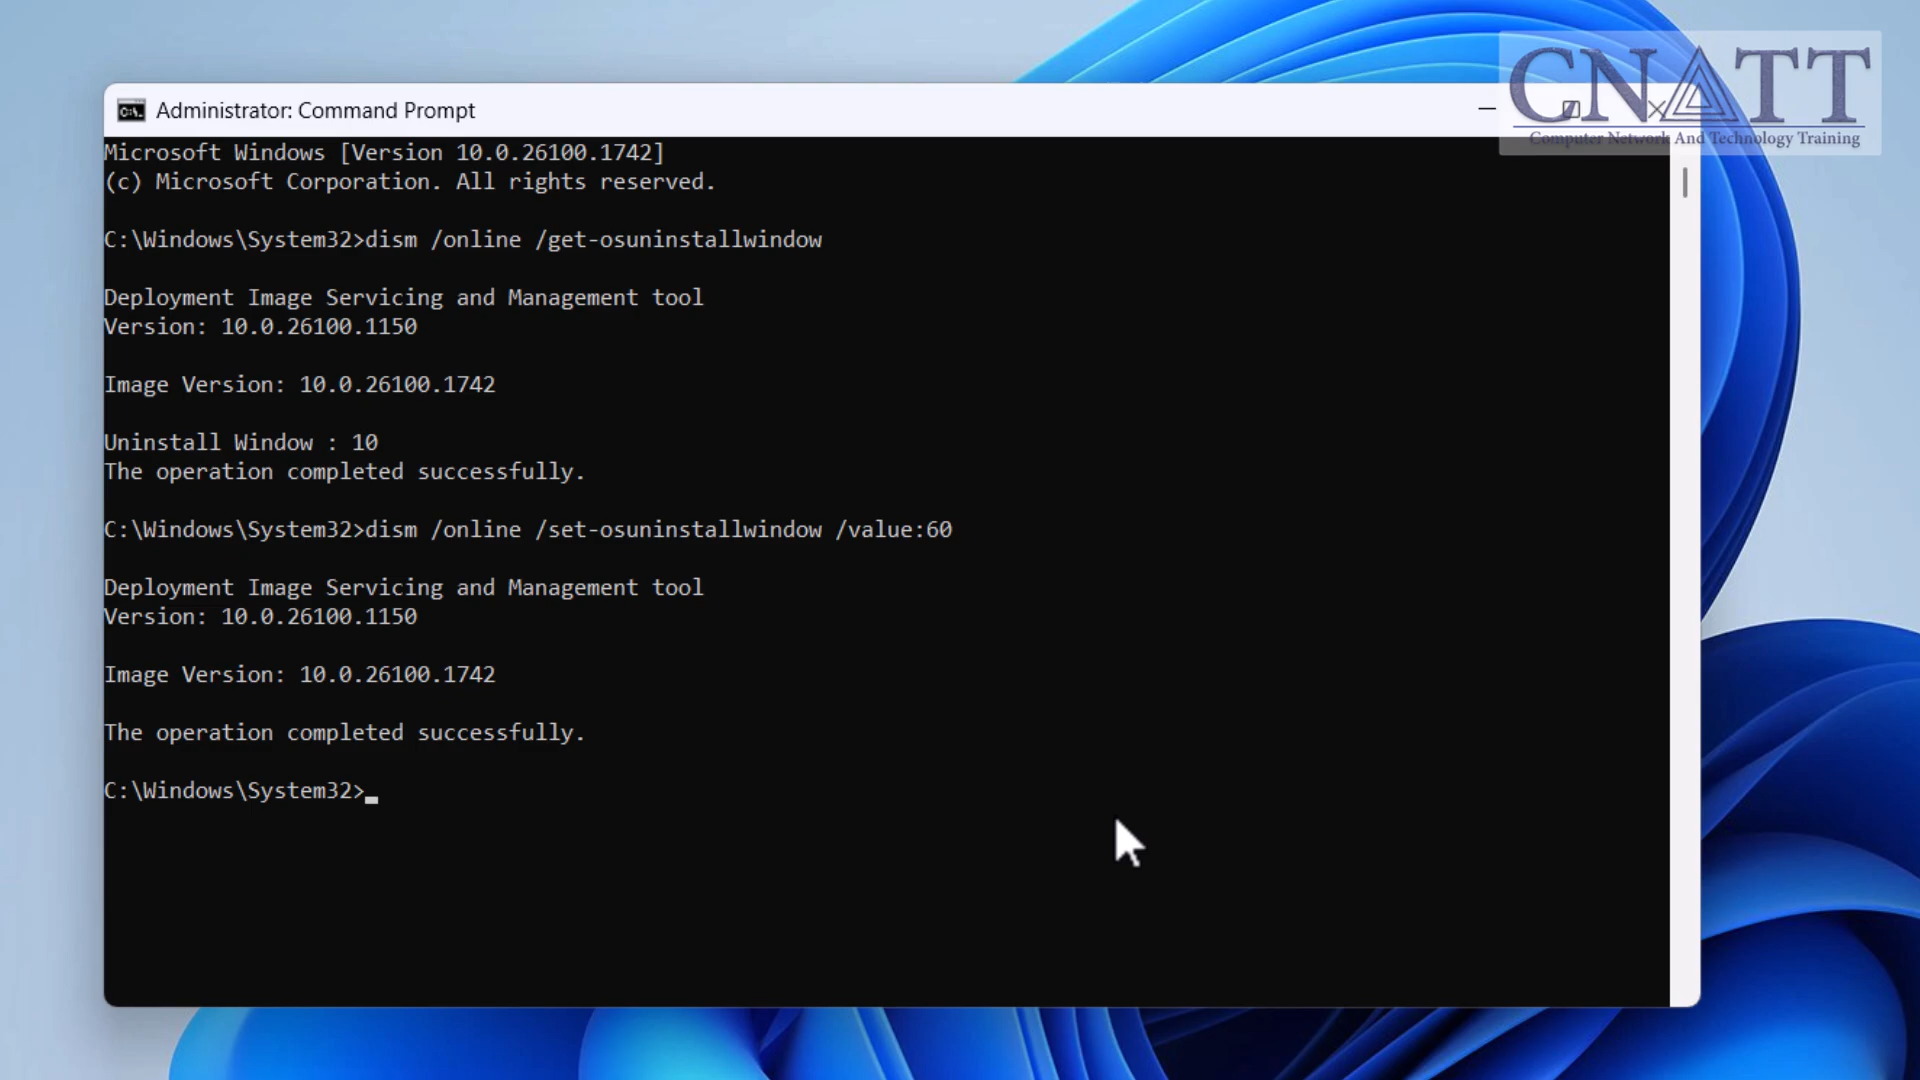 CNATT
Computer Network And Technology Training
Administrator: Command Prompt
Microsoft Windows [Version 10.0.26100.1742]
(c) Microsoft Corporation. All rights reserved.
C:\Windows\System32>dism /online /get-osuninstallwindow
Deployment Image Servicing and Management tool
Version: 10.0.26100.1150
Image Version: 10.0.26100.1742
Uninstall Window : 10
The operation completed successfully.
C:\Windows\System32>dism /online /set-osuninstallwindow /value:60
Deployment Image Servicing and Management tool
Version: 10.0.26100.1150
Image Version: 10.0.26100.1742
The operation completed successfully.
C:\Windows\System32>